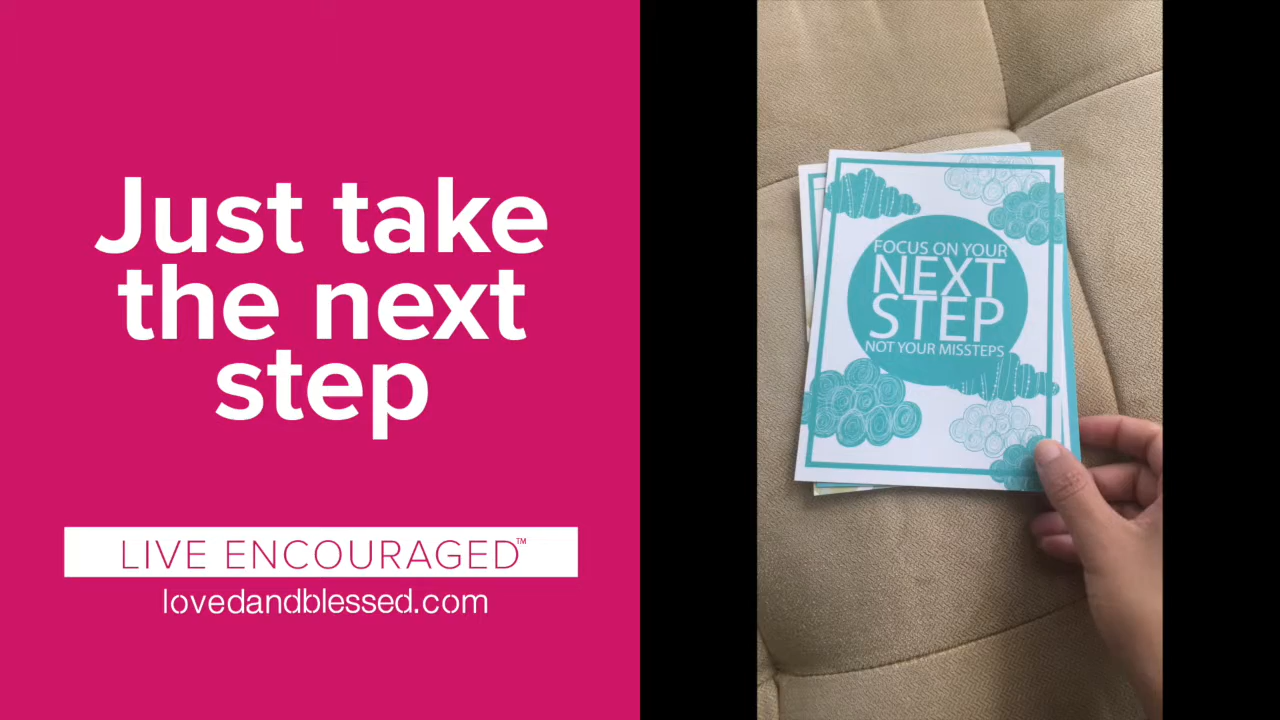 Just take
the next
step
LIVE ENCOURAGED™
lovedandblessed.com
FOCUS ON YOUR
NEXT
STEP
NOT YOUR MISSTEPS